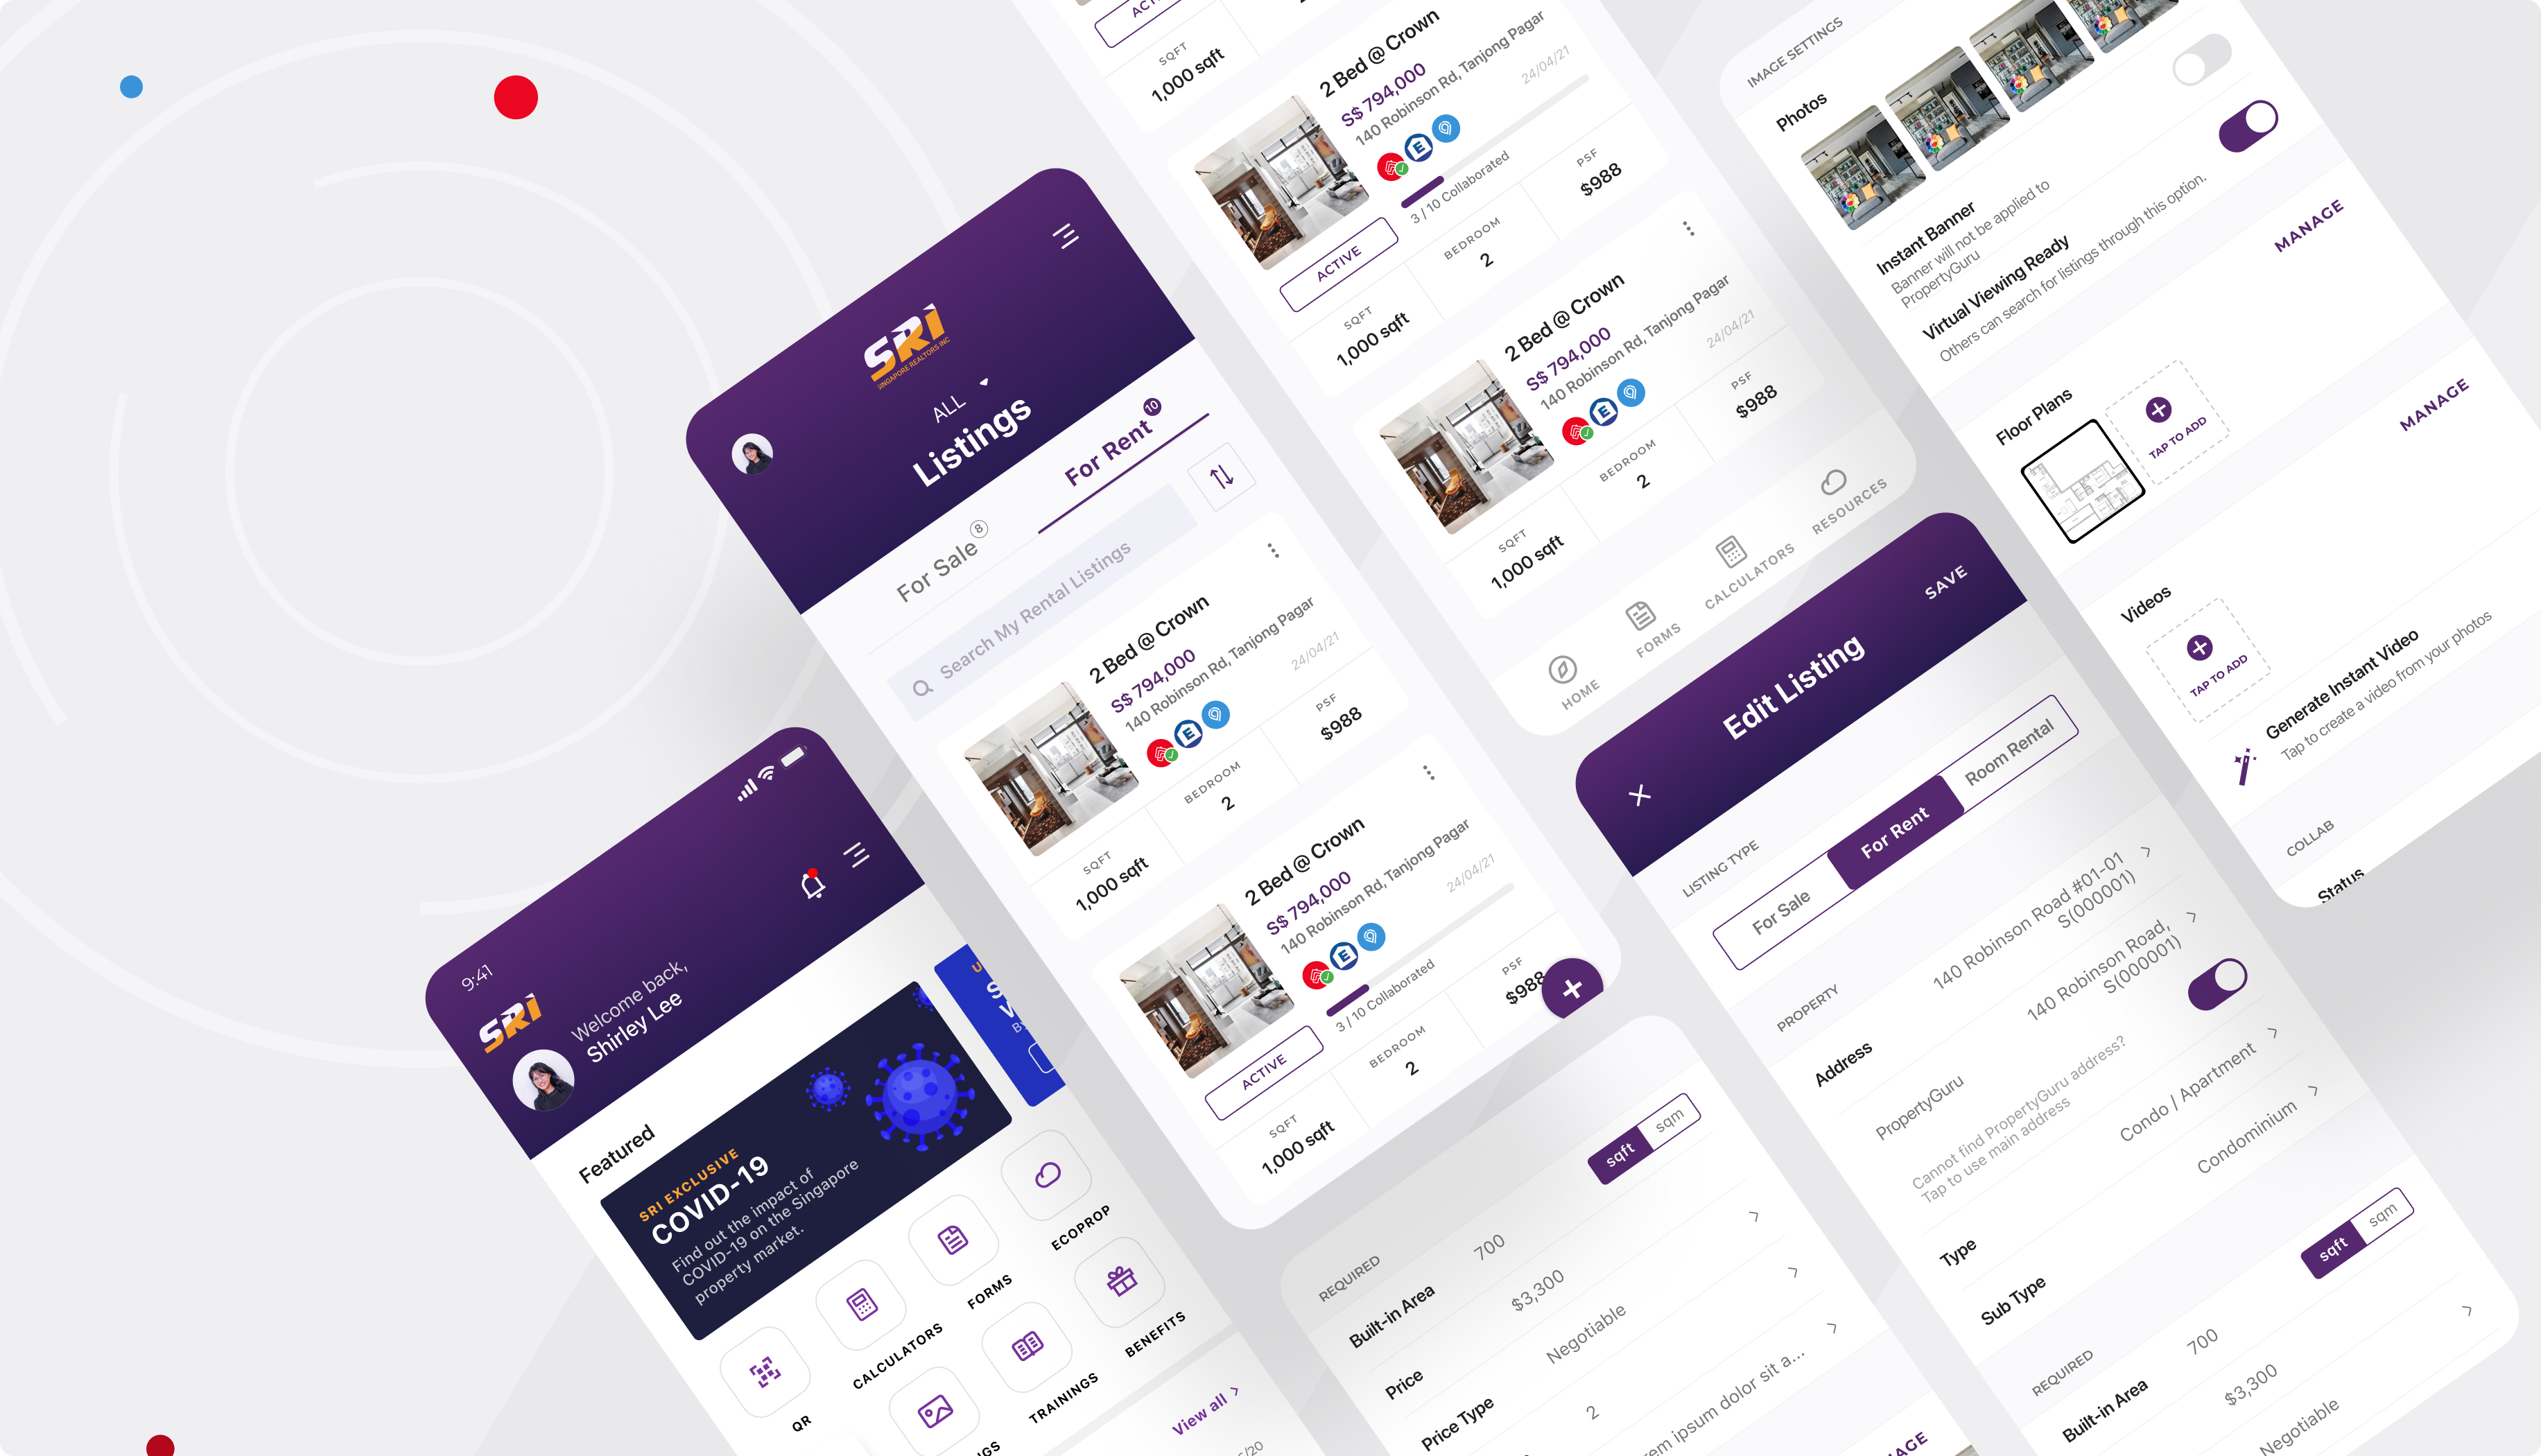 9:41
SRI
Welcome back,
Shirley Lee
Featured
SRI EXCLUSIVE
COVID-19
Find out the impact of
COVID-19 on the Singapore
property market.
QR
CALCULATORS
FORMS
ECOPROP
TRAININGS
BENEFITS
View all
SRI
SINGAPORE REALTORS INC
ALL
Listings
For Sale 8
For Rent 10
Search My Rental Listings
2 Bed @ Crown
S$ 794,000
140 Robinson Rd, Tanjong Pagar
24/04/21
SQFT
1,000 sqft
BEDROOM
2
PSF
$988
2 Bed @ Crown
S$ 794,000
140 Robinson Rd, Tanjong Pagar
24/04/21
3 / 10 Collaborated
ACTIVE
SQFT
1,000 sqft
BEDROOM
2
PSF
$988
SQFT
1,000 sqft
2 Bed @ Crown
S$ 794,000
140 Robinson Rd, Tanjong Pagar
24/04/21
3 / 10 Collaborated
ACTIVE
SQFT
1,000 sqft
BEDROOM
2
PSF
$988
2 Bed @ Crown
S$ 794,000
140 Robinson Rd, Tanjong Pagar
24/04/21
SQFT
1,000 sqft
BEDROOM
2
PSF
$988
HOME
FORMS
CALCULATORS
RESOURCES
REQUIRED
sqft
sqm
Built-in Area
700
Price
$3,300
Price Type
Negotiable
2
ipsum dolor sit a...
Edit Listing
SAVE
LISTING TYPE
For Sale
For Rent
Room Rental
PROPERTY
Address
140 Robinson Road #01-01
S(000001)
PropertyGuru
140 Robinson Road,
S(000001)
Cannot find PropertyGuru address?
Tap to use main address
Type
Condo / Apartment
Sub Type
Condominium
REQUIRED
sqft
sqm
Built-in Area
700
$3,300
Negotiable
IMAGE SETTINGS
Photos
Instant Banner
Banner will not be applied to
PropertyGuru
Virtual Viewing Ready
Others can search for listings through this option.
Floor Plans
MANAGE
TAP TO ADD
Videos
MANAGE
TAP TO ADD
Generate Instant Video
Tap to create a video from your photos
COLLAB
Status